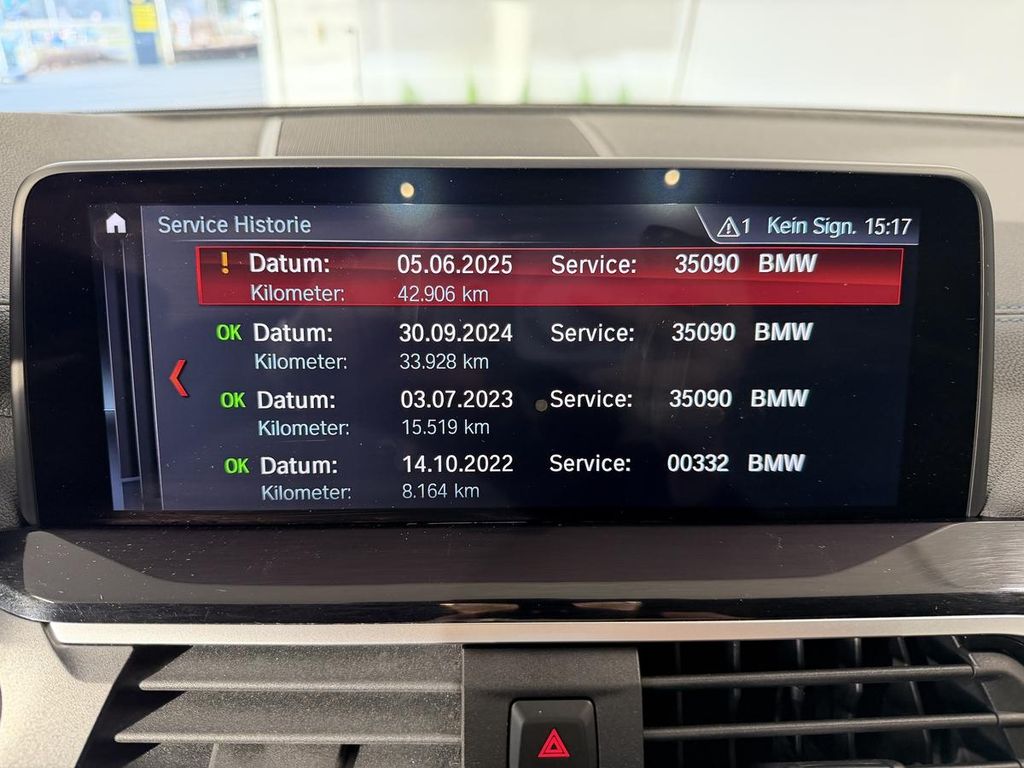 Service Historie
1 Kein Sign. 15:17
! Datum: 05.06.2025 Service: 35090 BMW
Kilometer: 42.906 km
OK Datum: 30.09.2024 Service: 35090 BMW
Kilometer: 33.928 km
OK Datum: 03.07.2023 Service: 35090 BMW
Kilometer: 15.519 km
OK Datum: 14.10.2022 Service: 00332 BMW
Kilometer: 8.164 km